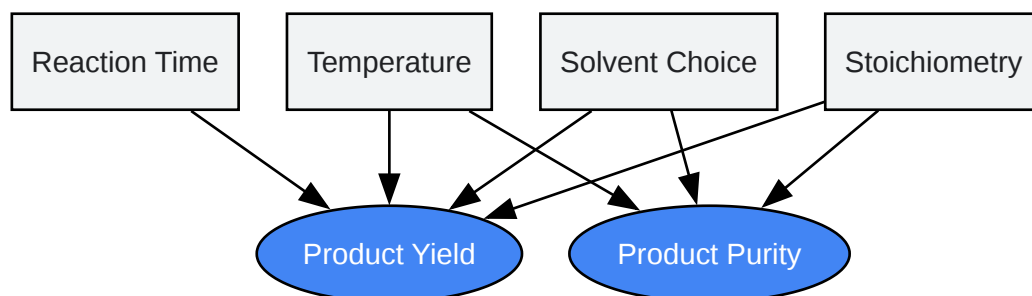 Reaction Time
Temperature
Solvent Choice
Stoichiometry
Product Yield
Product Purity